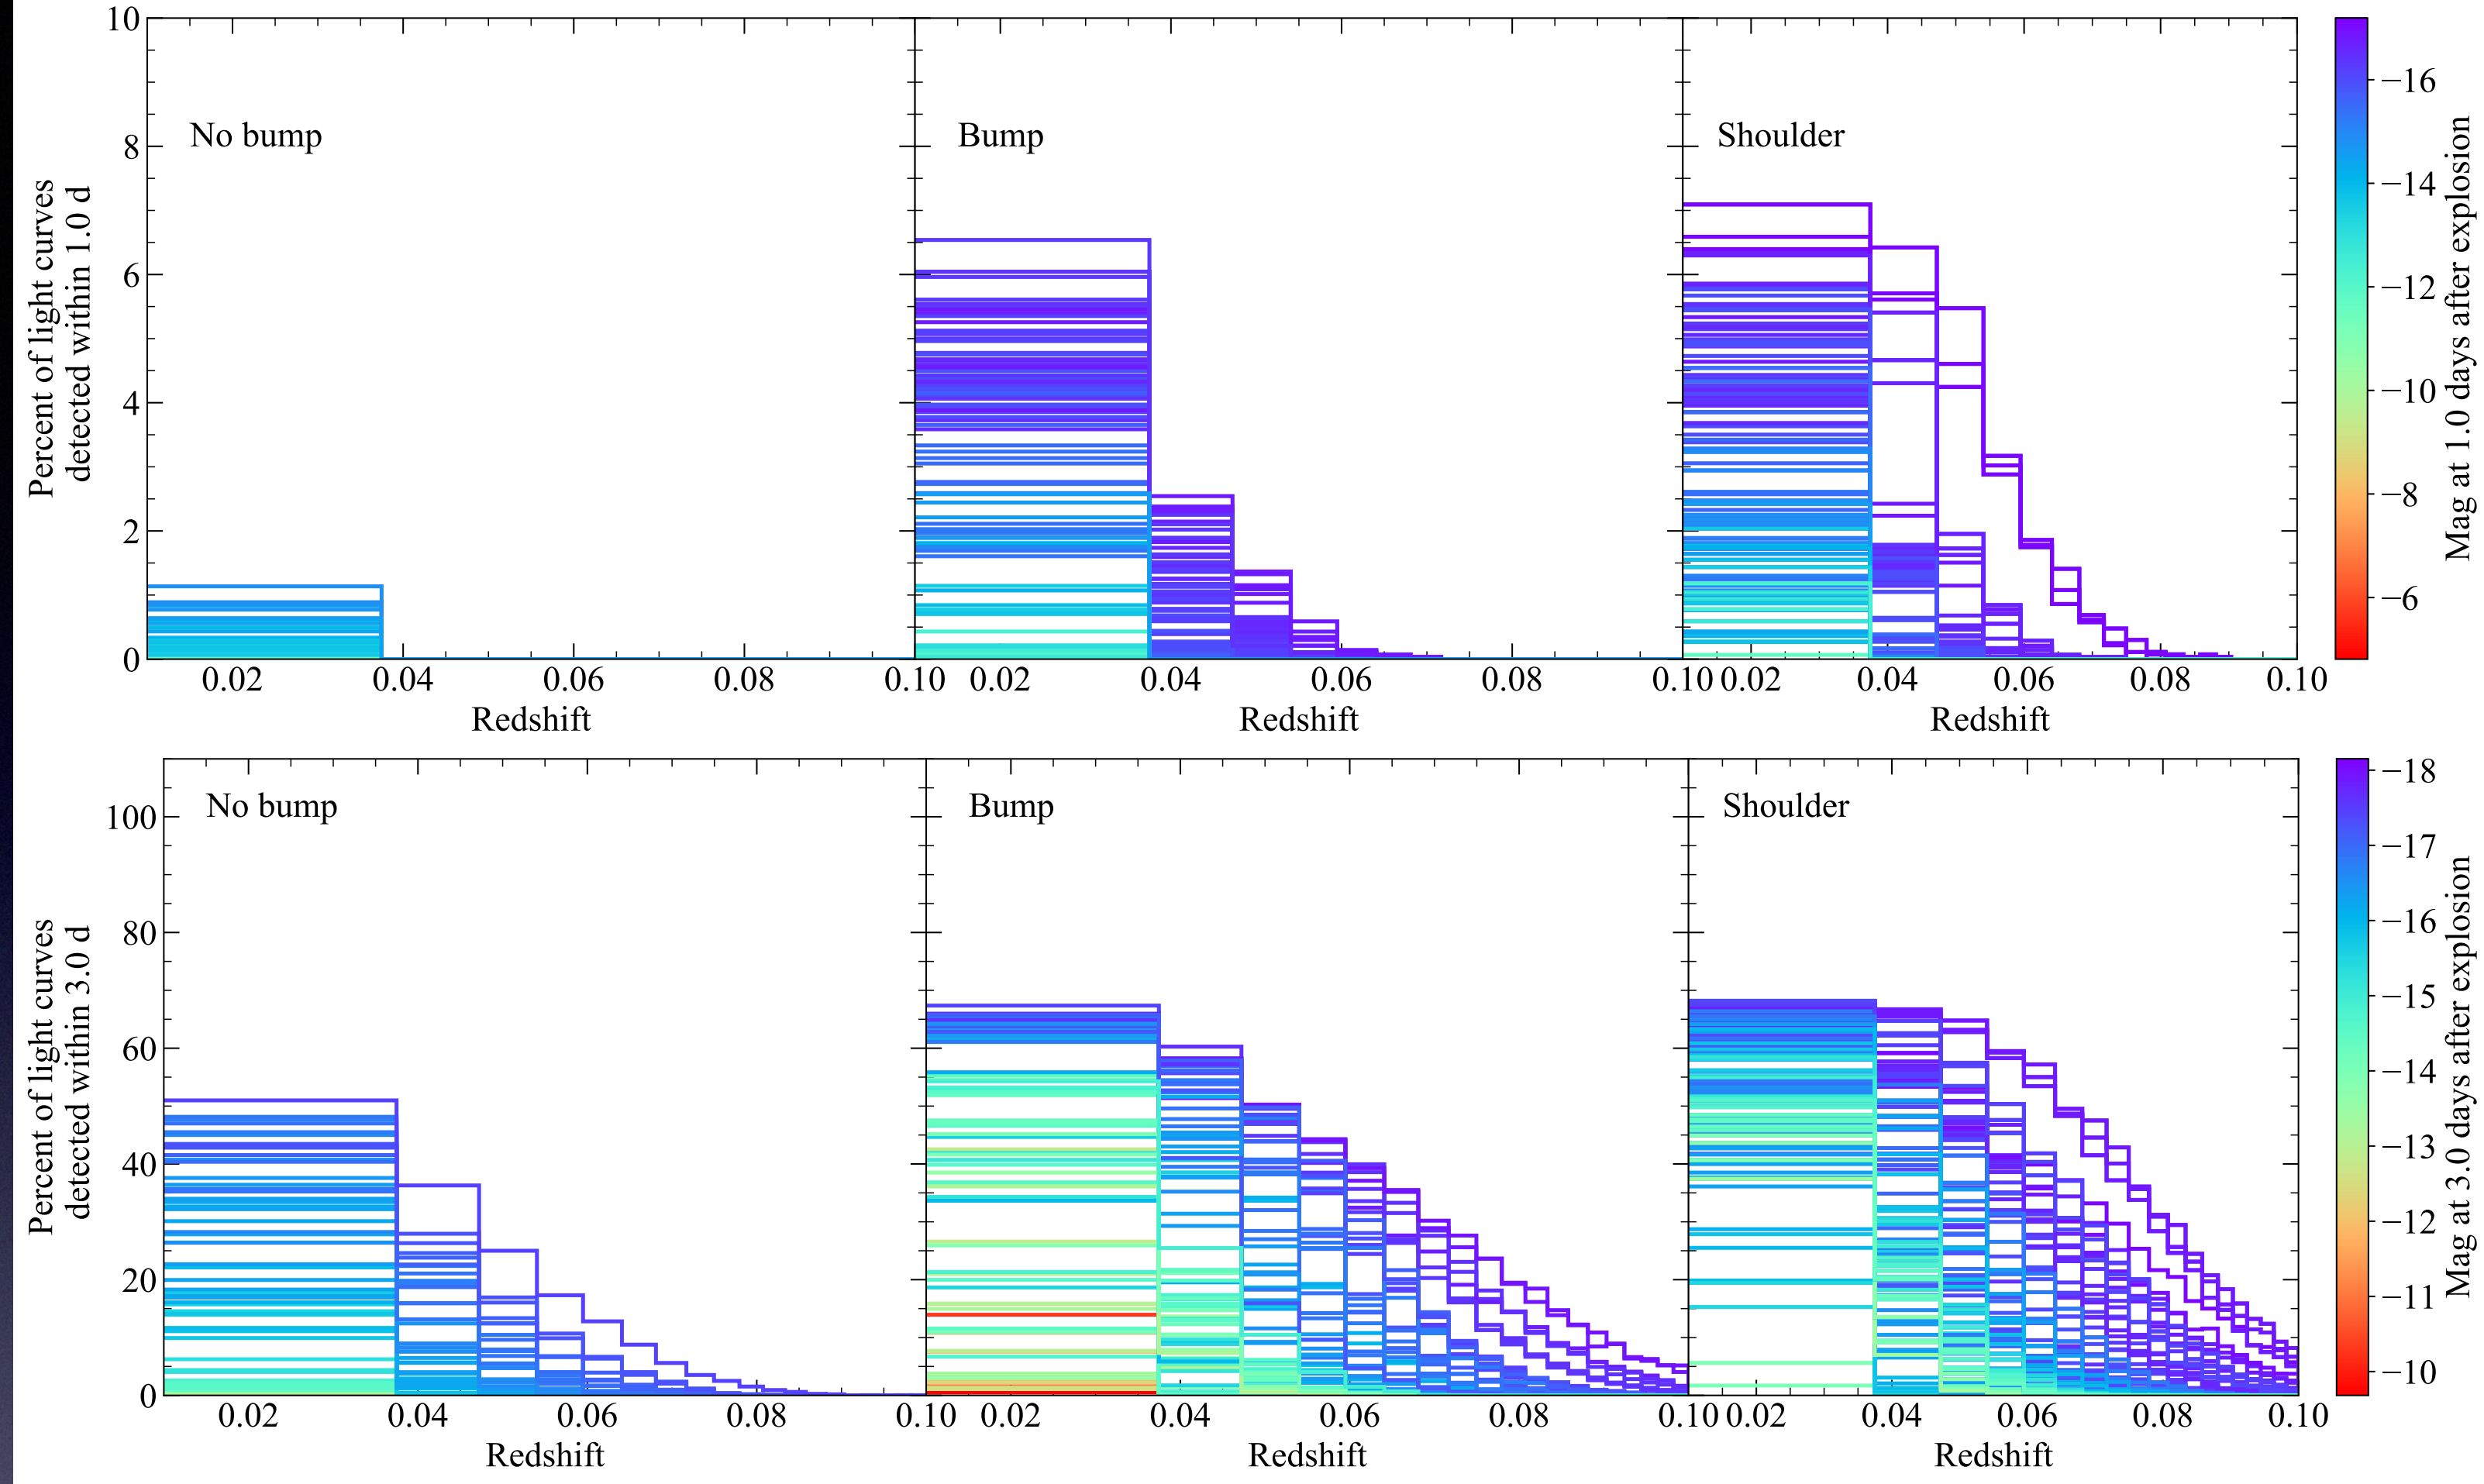 Percent of light curves
detected within 1.0 d
10
8
6
4
2
0
No bump
Bump
Shoulder
0.02 0.04 0.06 0.08 0.10 0.02 0.04 0.06 0.08 0.10 0.02 0.04 0.06 0.08 0.10
Redshift Redshift Redshift
−16
−14
−12
−10
−8
−6
Mag at 1.0 days after explosion
Percent of light curves
detected within 3.0 d
100
80
60
40
20
0
No bump
Bump
Shoulder
0.02 0.04 0.06 0.08 0.10 0.02 0.04 0.06 0.08 0.10 0.02 0.04 0.06 0.08 0.10
Redshift Redshift Redshift
−18
−17
−16
−15
−14
−13
−12
−11
−10
Mag at 3.0 days after explosion